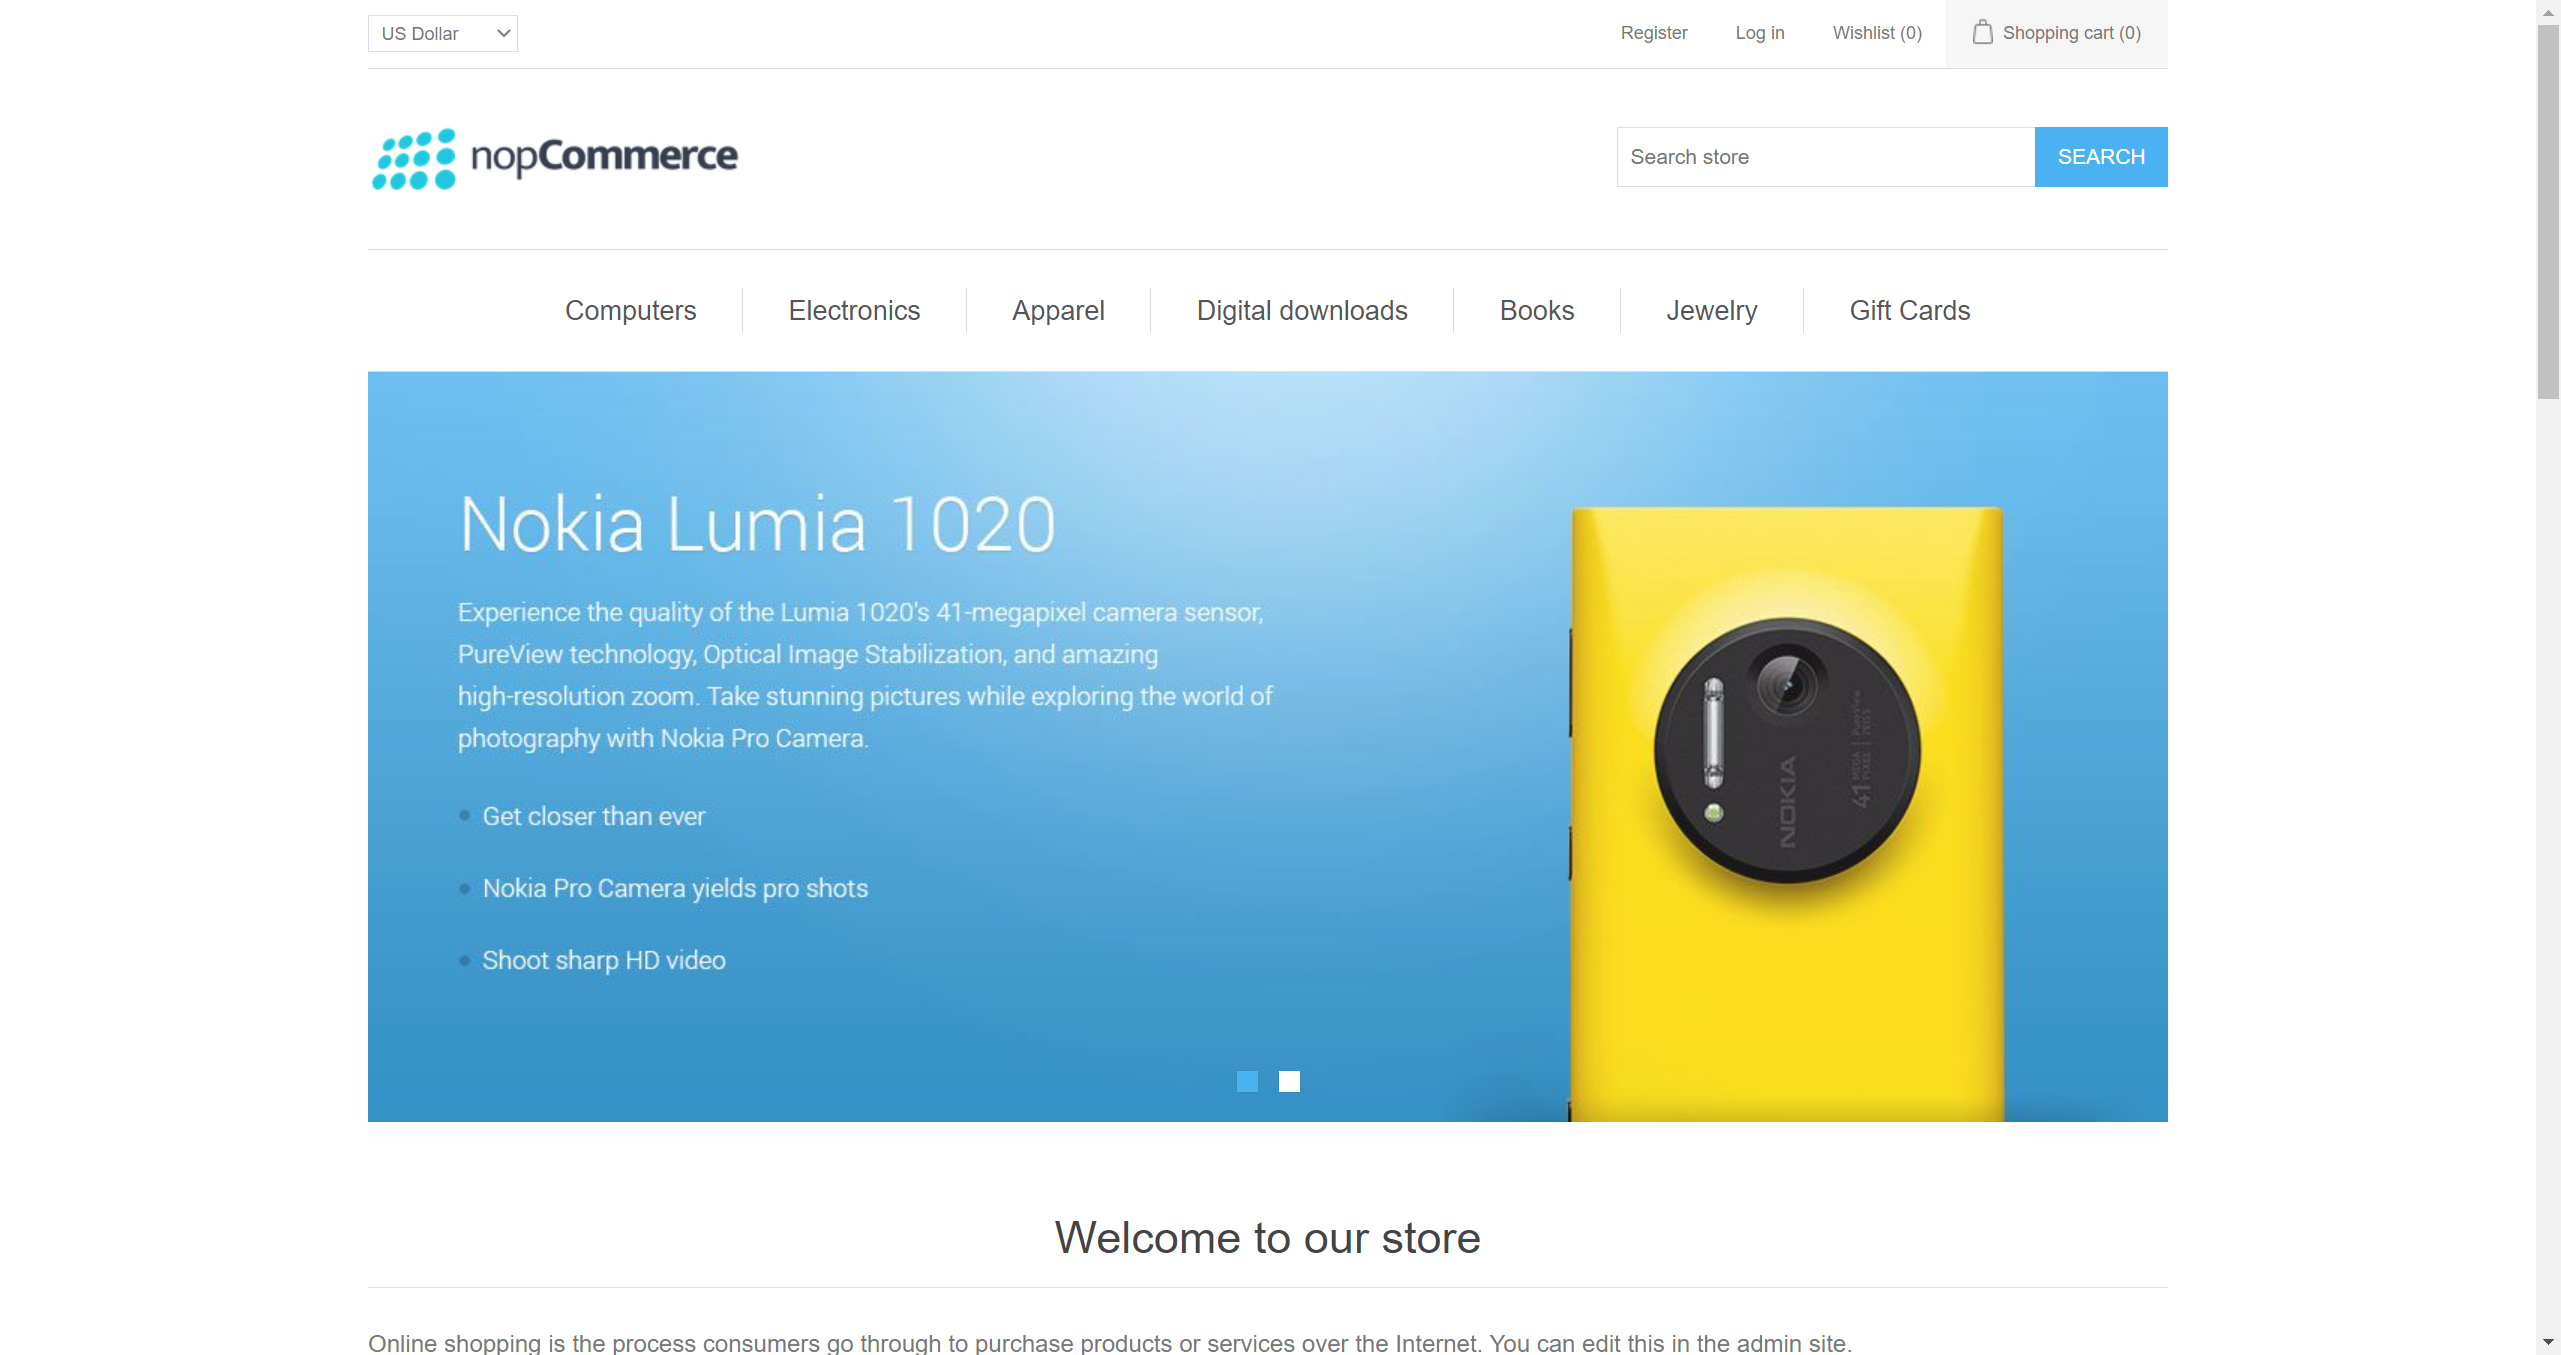 US Dollar
Register
Log in
Wishlist (0)
Shopping cart (0)
nopCommerce
Search store
SEARCH
Computers
Electronics
Apparel
Digital downloads
Books
Jewelry
Gift Cards
Nokia Lumia 1020
Experience the quality of the Lumia 1020's 41-megapixel camera sensor,
PureView technology, Optical Image Stabilization, and amazing
high-resolution zoom. Take stunning pictures while exploring the world of
photography with Nokia Pro Camera.
Get closer than ever
Nokia Pro Camera yields pro shots
Shoot sharp HD video
NOKIA
41 MEGA PIXEL | PureView ZEISS
Welcome to our store
Online shopping is the process consumers go through to purchase products or services over the Internet. You can edit this in the admin site.